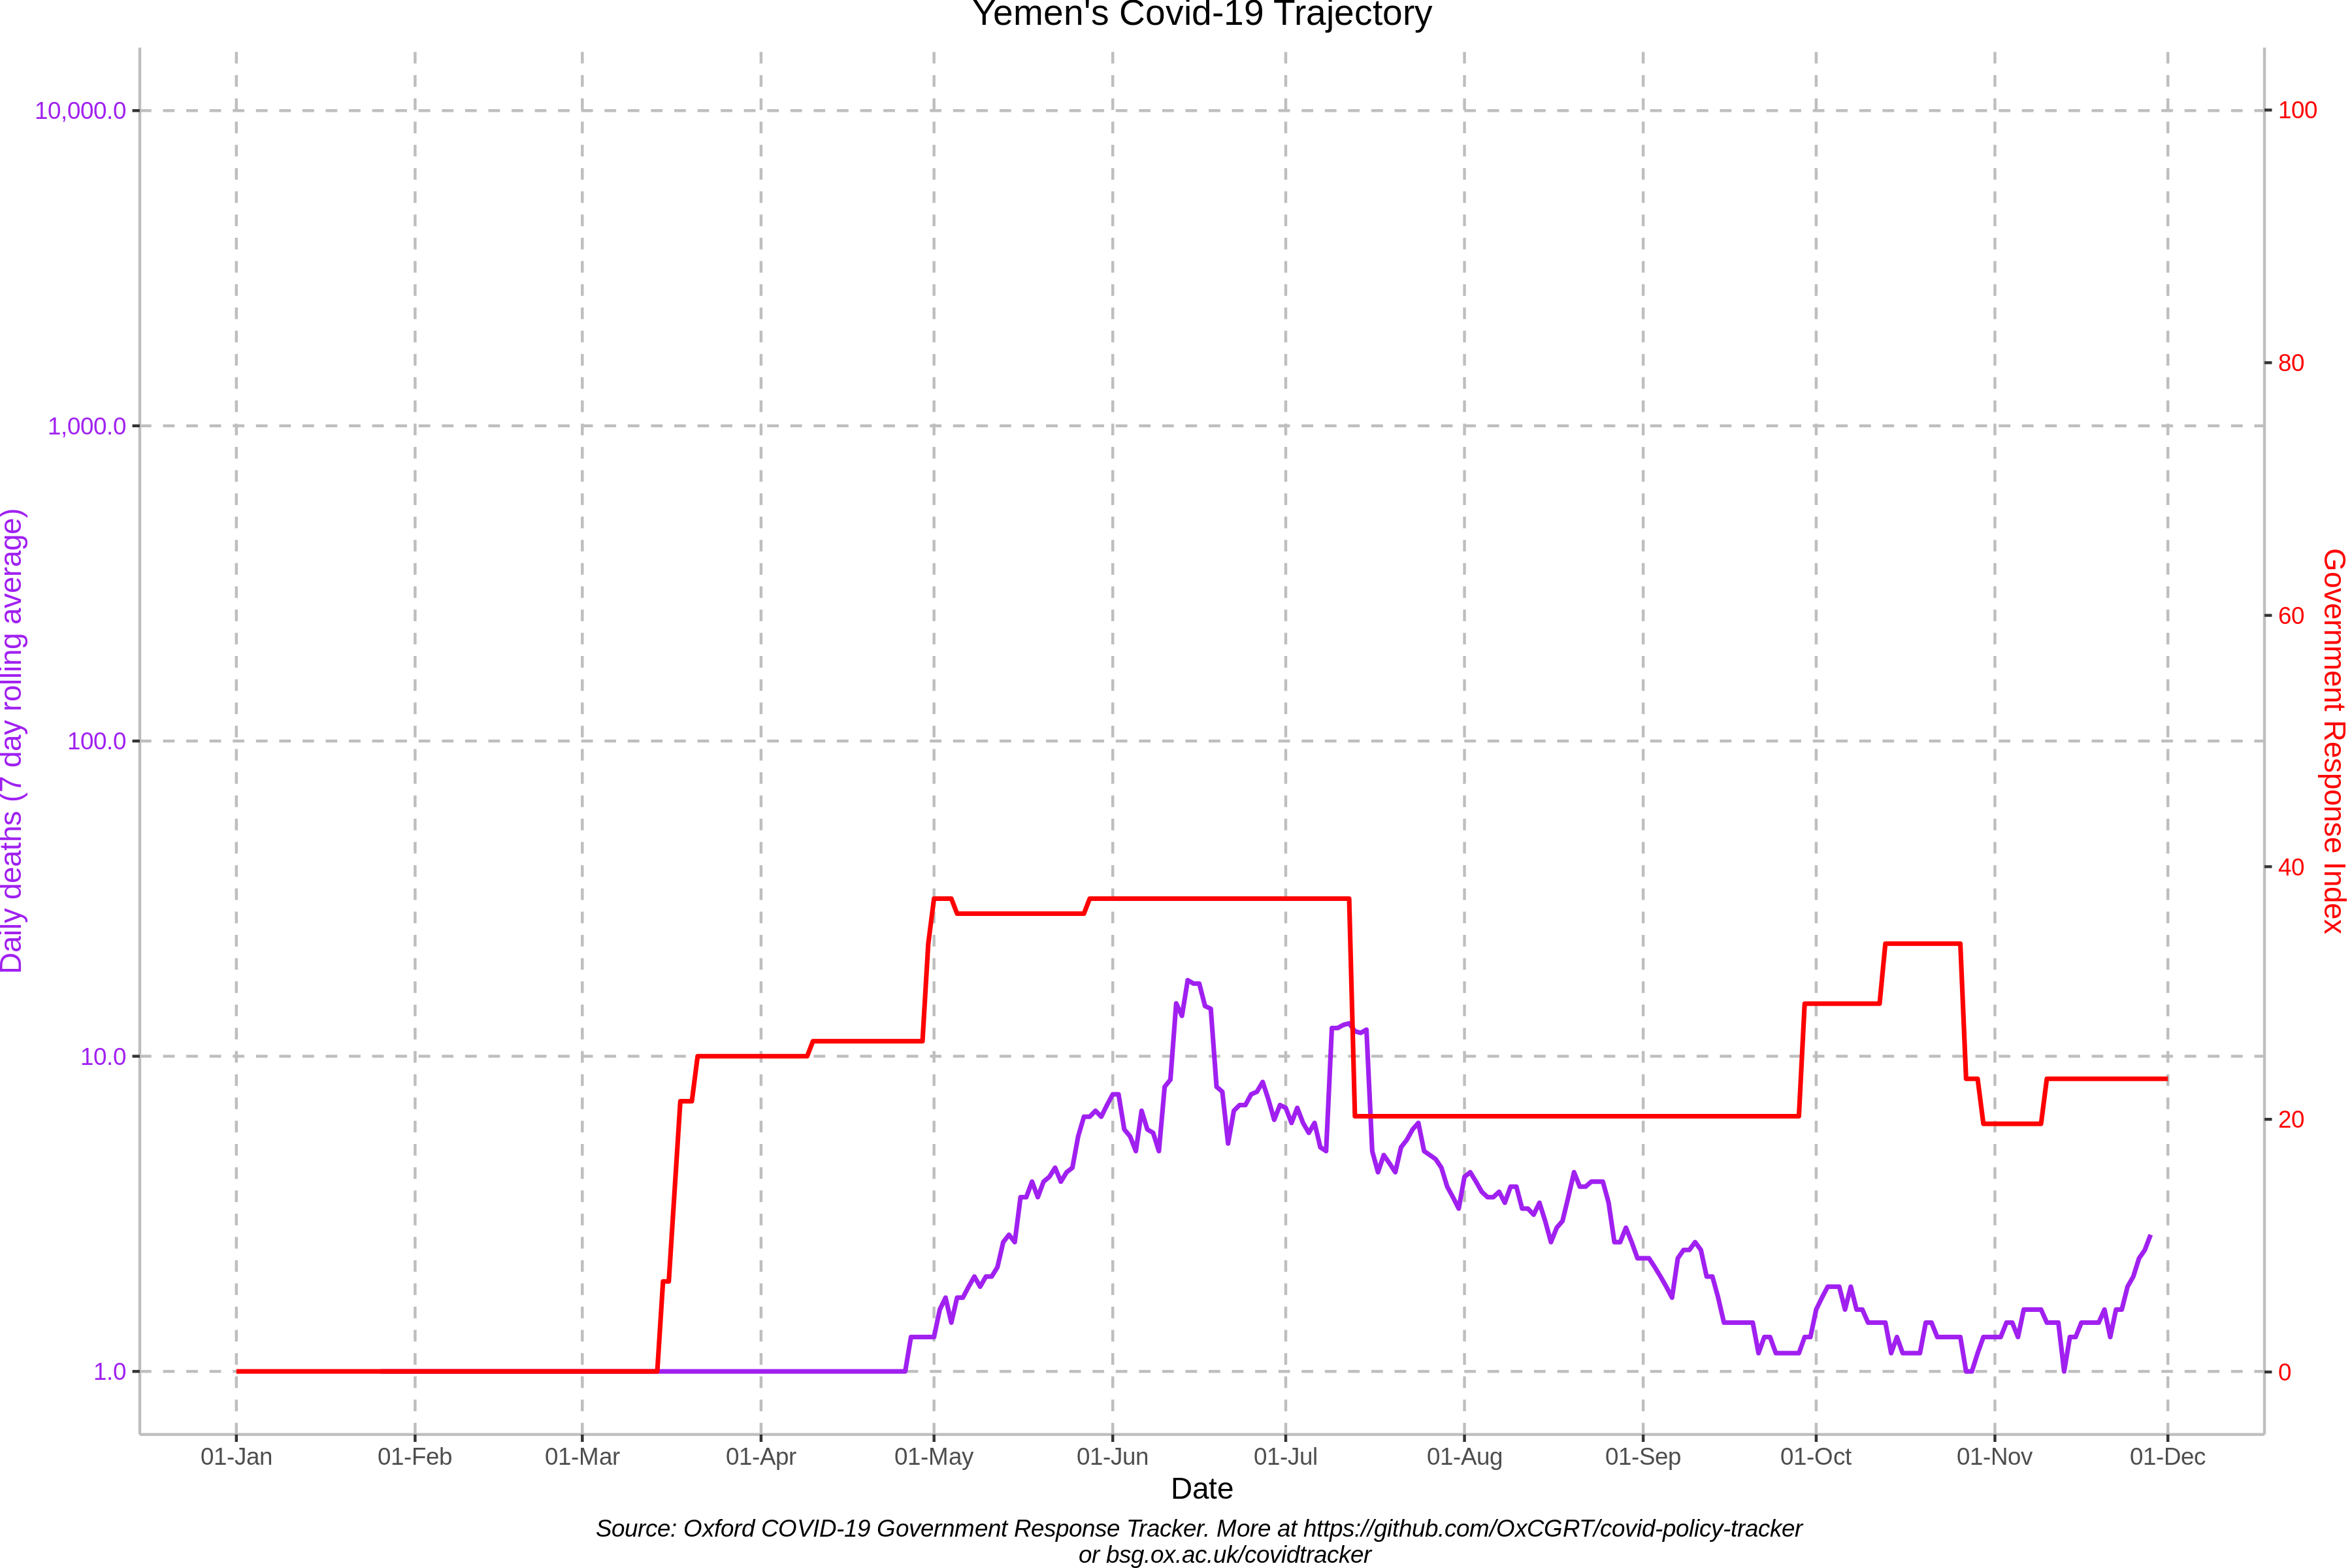 Yemen's Covid-19 Trajectory
Daily deaths (7 day rolling average)
10,000.0
1,000.0
100.0
10.0
1.0
100
80
60
40
20
0
Government Response Index
01-Jan 01-Feb 01-Mar 01-Apr 01-May 01-Jun 01-Jul 01-Aug 01-Sep 01-Oct 01-Nov 01-Dec
Date
Source: Oxford COVID-19 Government Response Tracker. More at https://github.com/OxCGRT/covid-policy-tracker
or bsg.ox.ac.uk/covidtracker